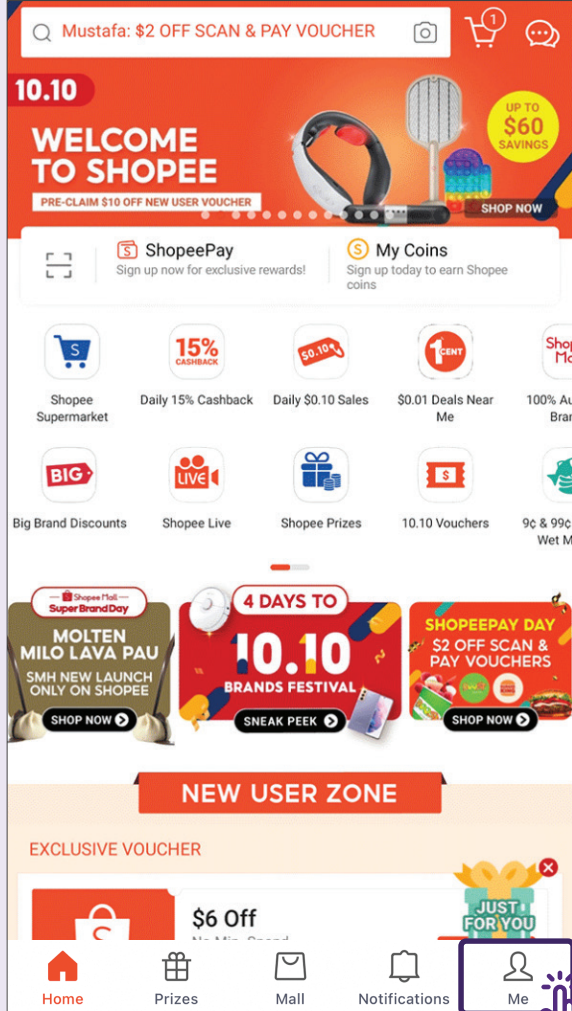 Mustafa: $2 OFF SCAN & PAY VOUCHER
1
10.10
WELCOME
TO SHOPEE
PRE-CLAIM $10 OFF NEW USER VOUCHER
UP TO
$60
SAVINGS
SHOP NOW
S ShopeePay
Sign up now for exclusive rewards!
S My Coins
Sign up today to earn Shopee
coins
S
15%
CASHBACK
$0.10
1 CENT
Shop
Shopee
Supermarket
Daily 15% Cashback
Daily $0.10 Sales
$0.01 Deals Near
Me
100% Au
Bran
BIG
LIVE
$
Big Brand Discounts
Shopee Live
Shopee Prizes
10.10 Vouchers
9¢ & 99¢
Wet M
Shopee Mall
Super Brand Day
MOLTEN
MILO LAVA PAU
SMH NEW LAUNCH
ONLY ON SHOPEE
SHOP NOW
4 DAYS TO
10.10
BRANDS FESTIVAL
SNEAK PEEK
SHOPEEPAY DAY
$2 OFF SCAN &
PAY VOUCHERS
SHOP NOW
NEW USER ZONE
EXCLUSIVE VOUCHER
$6 Off
No Min. Spend
JUST
FOR YOU
Home
Prizes
Mall
Notifications
Me